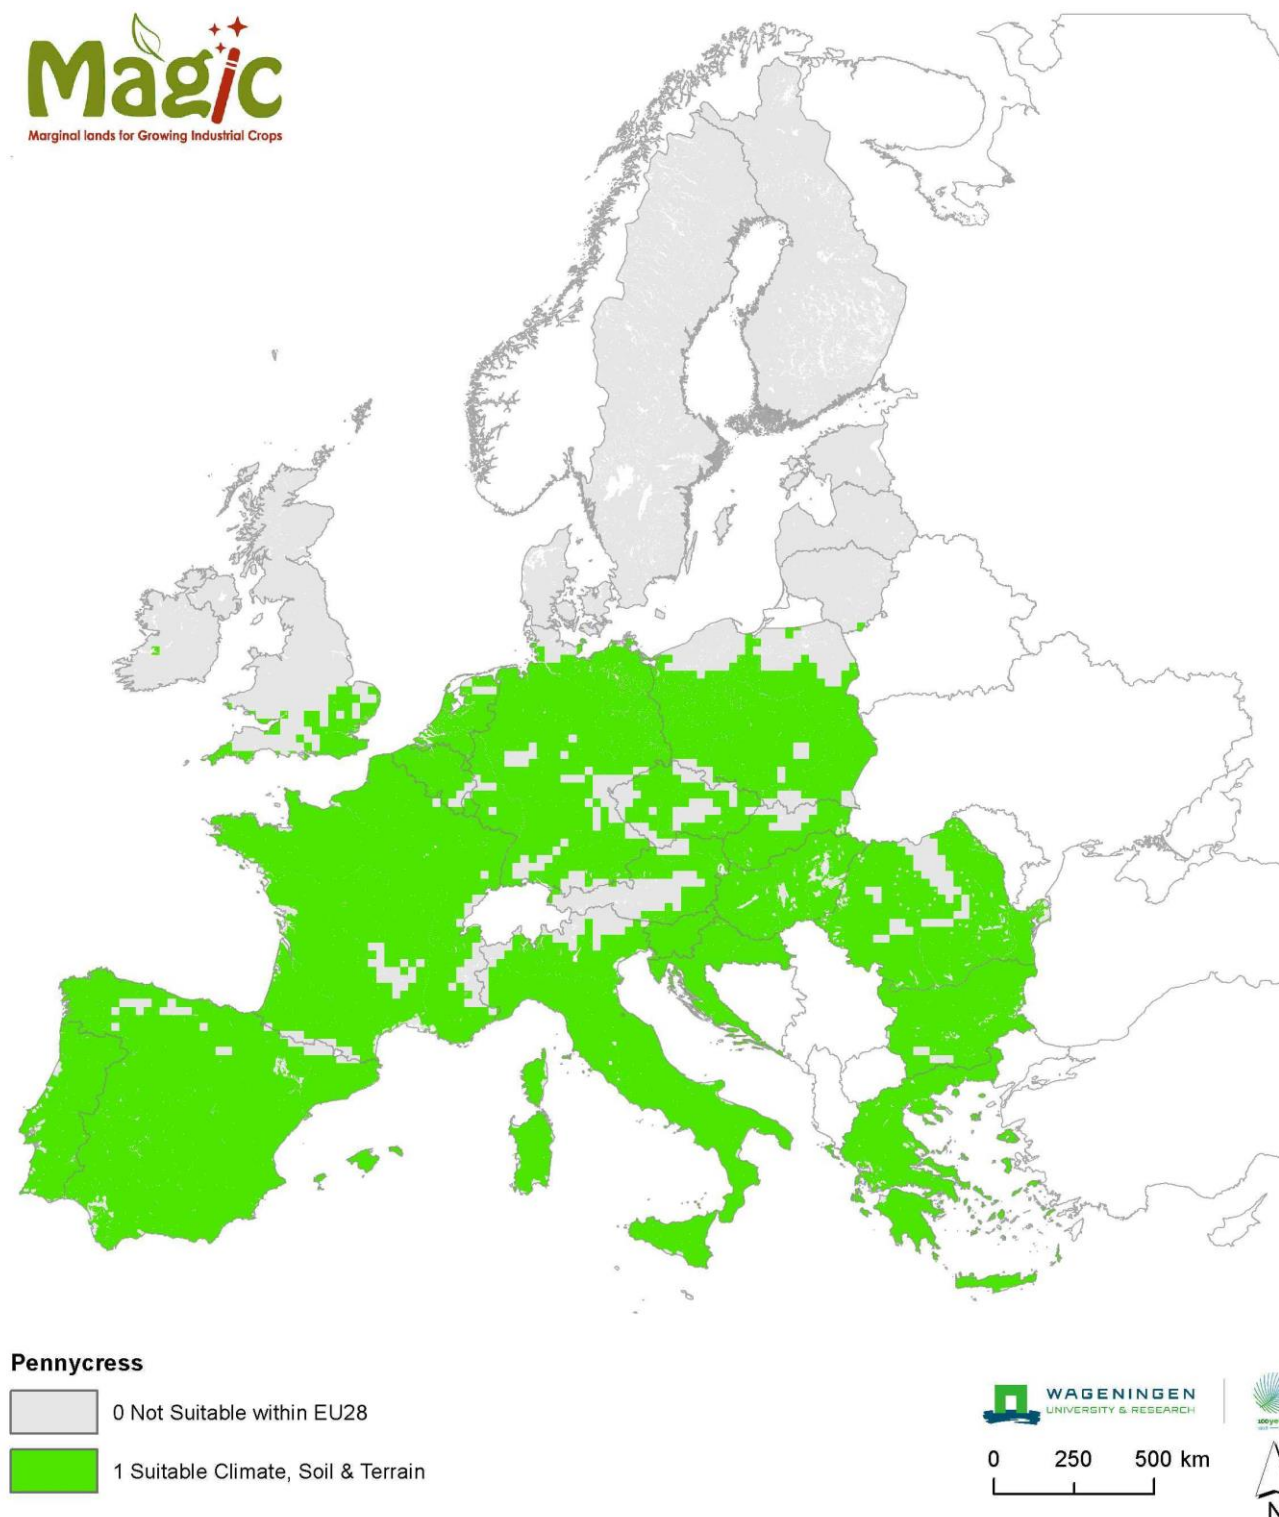 Magic
Marginal lands for Growing Industrial Crops
Pennycress
0 Not Suitable within EU28
1 Suitable Climate, Soil & Terrain
WAGENINGEN
UNIVERSITY & RESEARCH
0 250 500 km
N